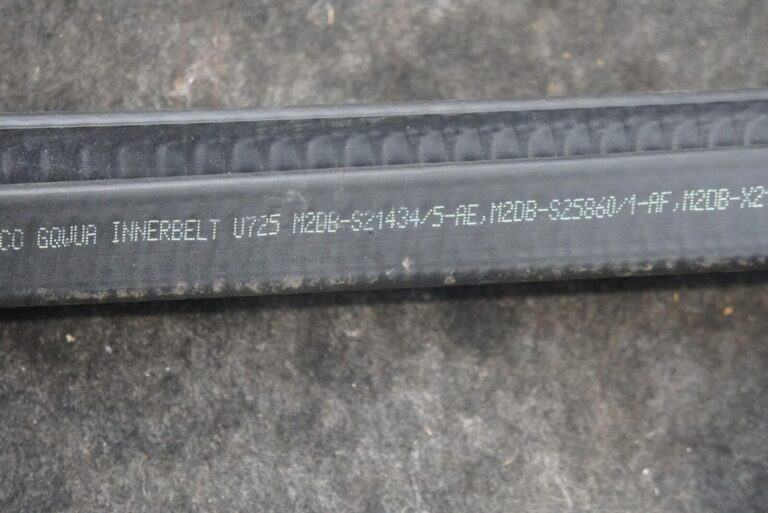 CO GQWUA INNERBELT U725 M2DB-S21434/5-AE,M2DB-S25860/1-AF,M2DB-X2